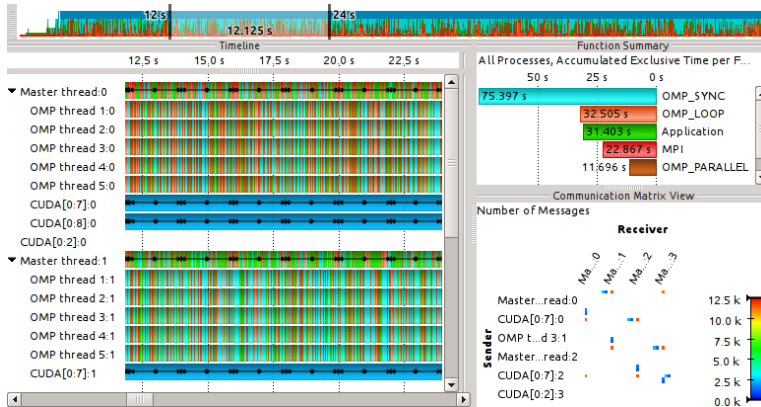 12 s
12.125 s
24 s
Timeline
12,5 s 15,0 s 17,5 s 20,0 s 22,5 s
Master thread:0
OMP thread 1:0
OMP thread 2:0
OMP thread 3:0
OMP thread 4:0
OMP thread 5:0
CUDA[0:7]:0
CUDA[0:8]:0
CUDA[0:2]:0
Master thread:1
OMP thread 1:1
OMP thread 2:1
OMP thread 3:1
OMP thread 4:1
OMP thread 5:1
CUDA[0:7]:1
Function Summary
All Processes, Accumulated Exclusive Time per F...
50 s 25 s 0 s
75.397 s OMP_SYNC
32.505 s OMP_LOOP
31.403 s Application
22.867 s MPI
11.696 s OMP_PARALLEL
Communication Matrix View
Number of Messages
Receiver
Ma...:0 Ma...:1 Ma...:2 Ma...:3
Sender
Master...read:0
CUDA[0:7]:0
OMP t...d 3:1
Master...read:2
CUDA[0:7]:2
CUDA[0:2]:3
12.5 k
10.0 k
7.5 k
5.0 k
2.5 k
0.0 k